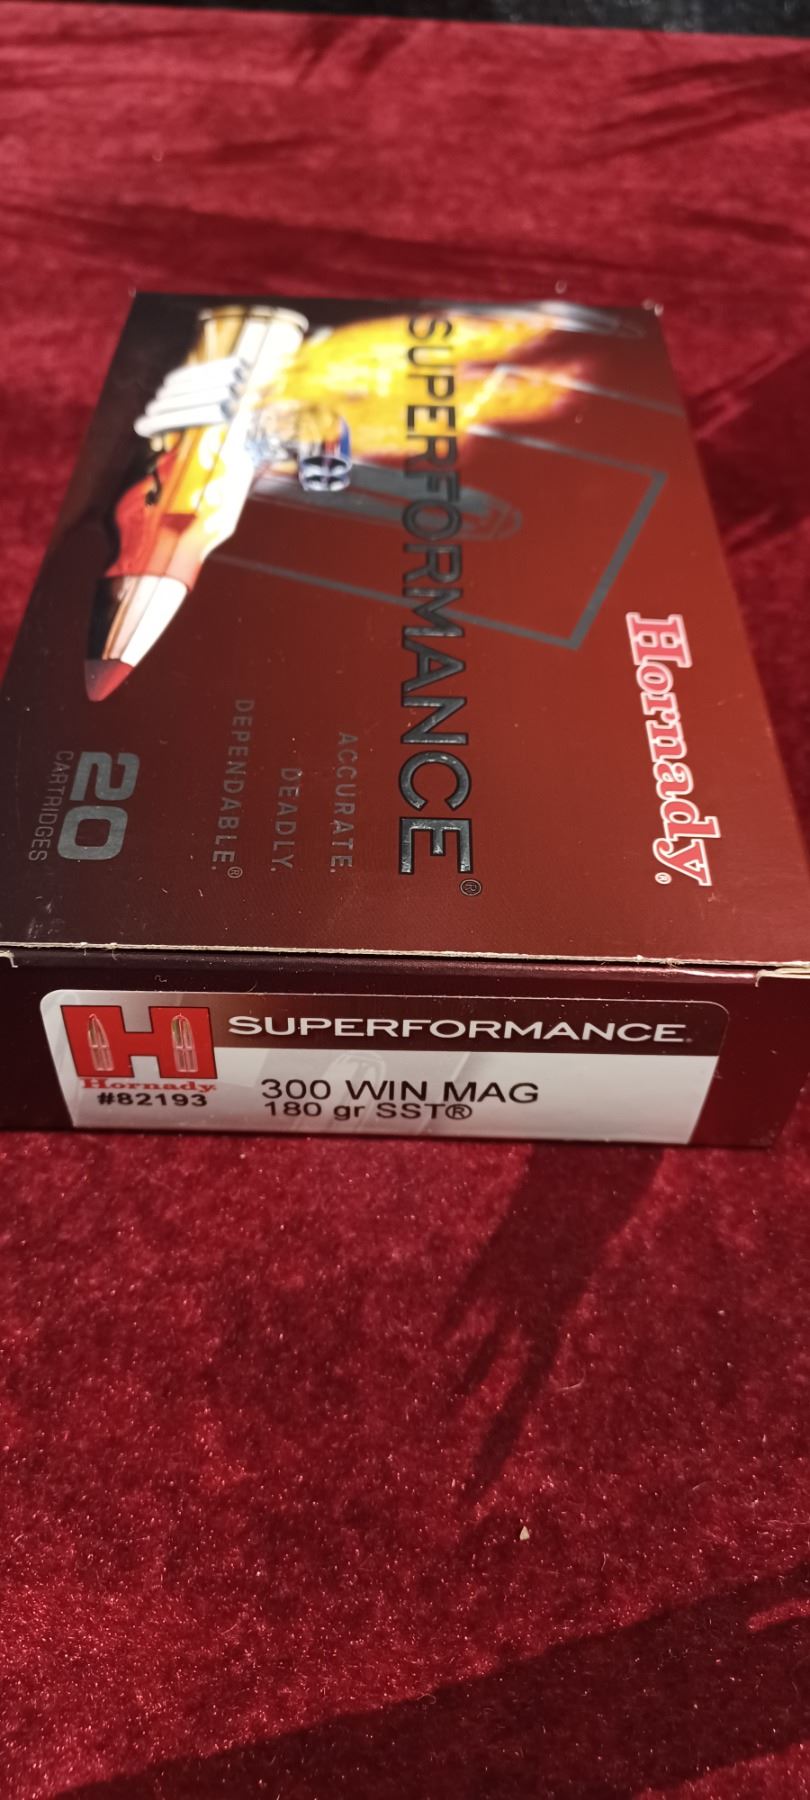 Hornady®
SUPERFORMANCE®
ACCURATE.
DEADLY.
DEPENDABLE.®
20
CARTRIDGES
H
Hornady
#82193
SUPERFORMANCE
300 WIN MAG
180 gr SST®